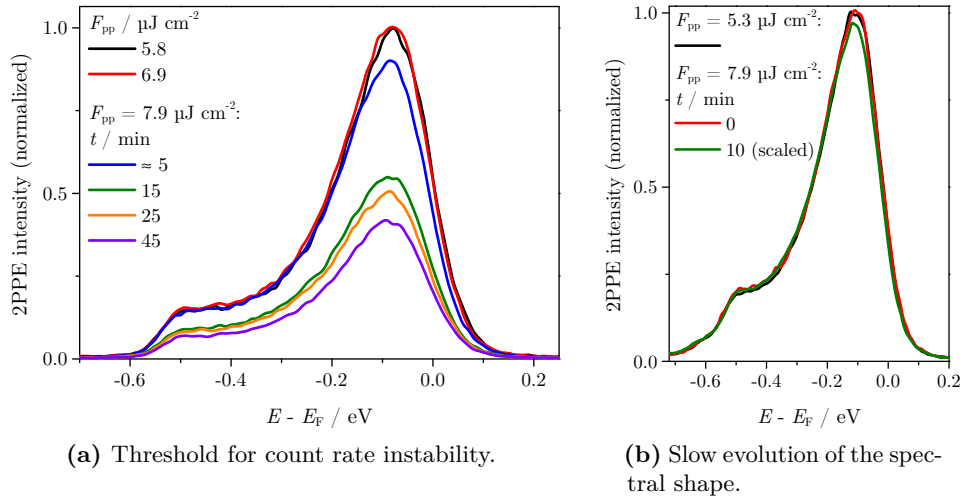 2PPE intensity (normalized)
1.0
0.5
0.0
F_pp / µJ cm⁻²
5.8
6.9
F_pp = 7.9 µJ cm⁻²:
t / min
≈ 5
15
25
45
-0.6 -0.4 -0.2 0.0 0.2
E - E_F / eV
(a) Threshold for count rate instability.
2PPE intensity (normalized)
1.0
0.5
0.0
F_pp = 5.3 µJ cm⁻²:
F_pp = 7.9 µJ cm⁻²:
t / min
0
10 (scaled)
-0.6 -0.4 -0.2 0.0 0.2
E - E_F / eV
(b) Slow evolution of the spec-
tral shape.